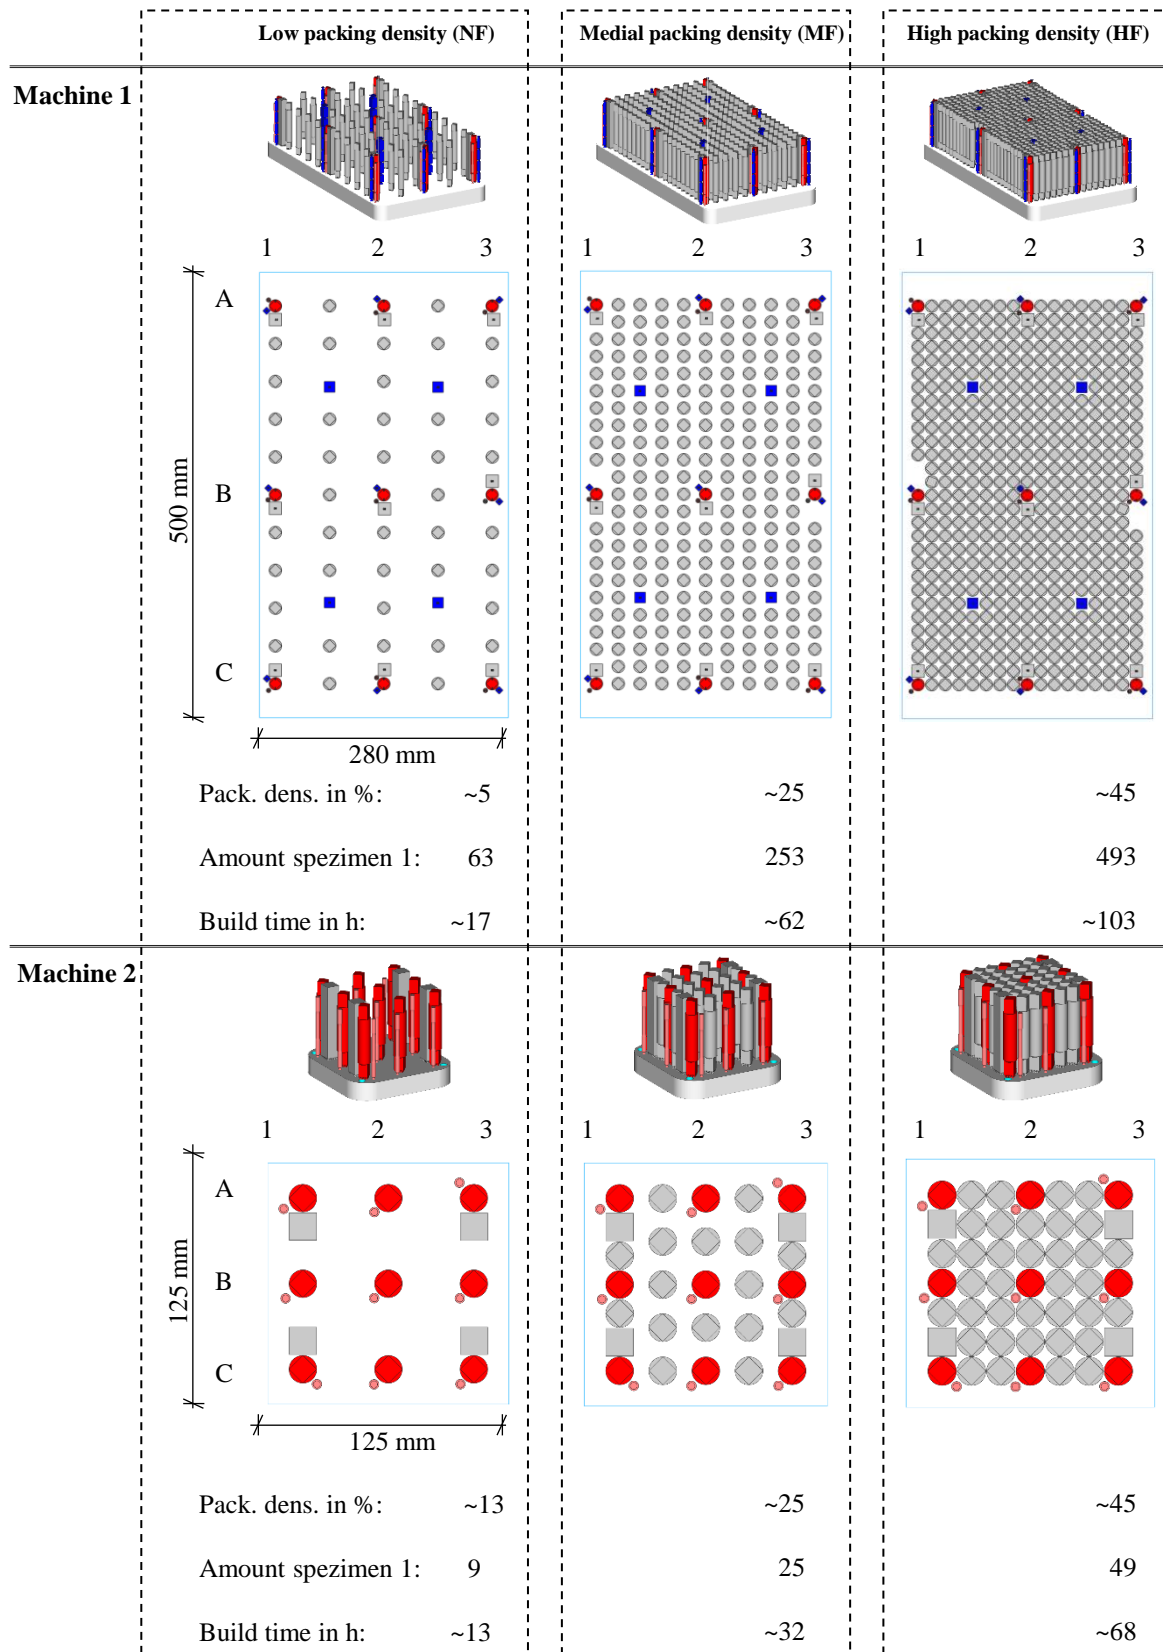 Low packing density (NF) Medial packing density (MF) High packing density (HF)
Machine 1
1 2 3 1 2 3 1 2 3
A
B
C
500 mm
280 mm
Pack. dens. in %: ~5 ~25 ~45
Amount spezimen 1: 63 253 493
Build time in h: ~17 ~62 ~103
Machine 2
1 2 3 1 2 3 1 2 3
A
B
C
125 mm
125 mm
Pack. dens. in %: ~13 ~25 ~45
Amount spezimen 1: 9 25 49
Build time in h: ~13 ~32 ~68